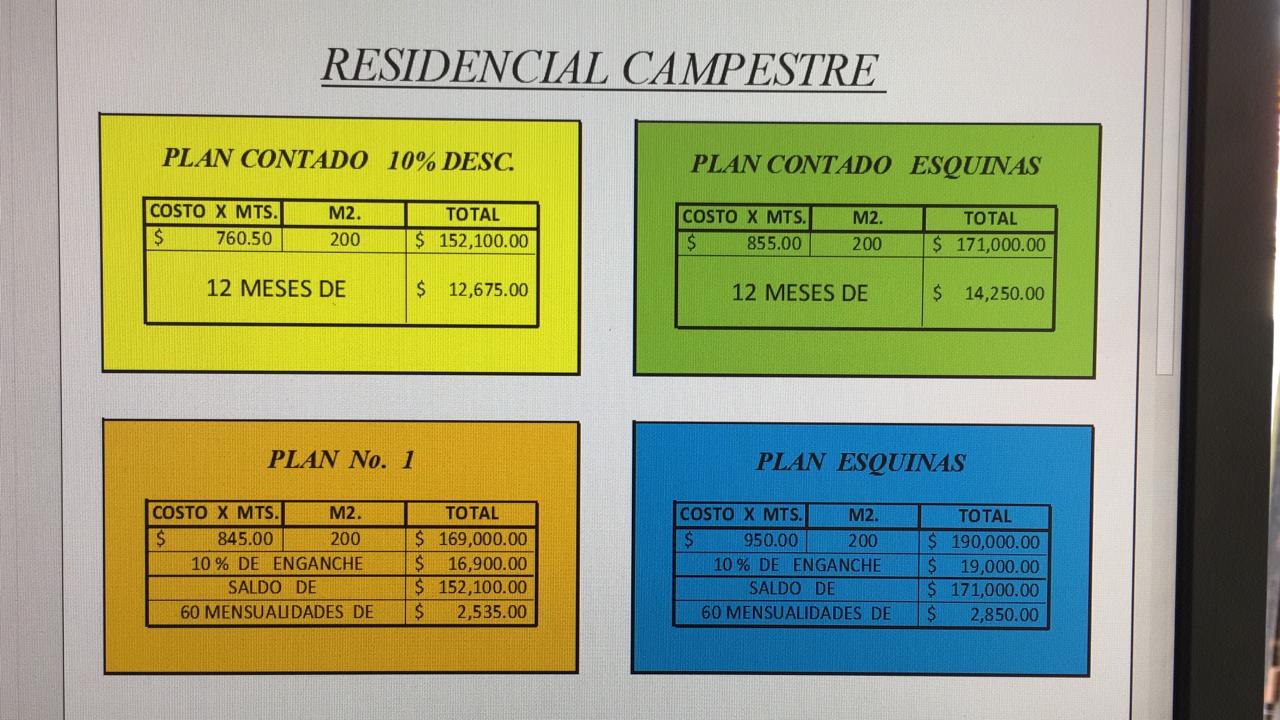 RESIDENCIAL CAMPESTRE
PLAN CONTADO 10% DESC.
COSTO X MTS. M2. TOTAL
$ 760.50 200 $ 152,100.00
12 MESES DE $ 12,675.00
PLAN CONTADO ESQUINAS
COSTO X MTS. M2. TOTAL
$ 855.00 200 $ 171,000.00
12 MESES DE $ 14,250.00
PLAN No. 1
COSTO X MTS. M2. TOTAL
$ 845.00 200 $ 169,000.00
10 % DE ENGANCHE $ 16,900.00
SALDO DE $ 152,100.00
60 MENSUALIDADES DE $ 2,535.00
PLAN ESQUINAS
COSTO X MTS. M2. TOTAL
$ 950.00 200 $ 190,000.00
10 % DE ENGANCHE $ 19,000.00
SALDO DE $ 171,000.00
60 MENSUALIDADES DE $ 2,850.00